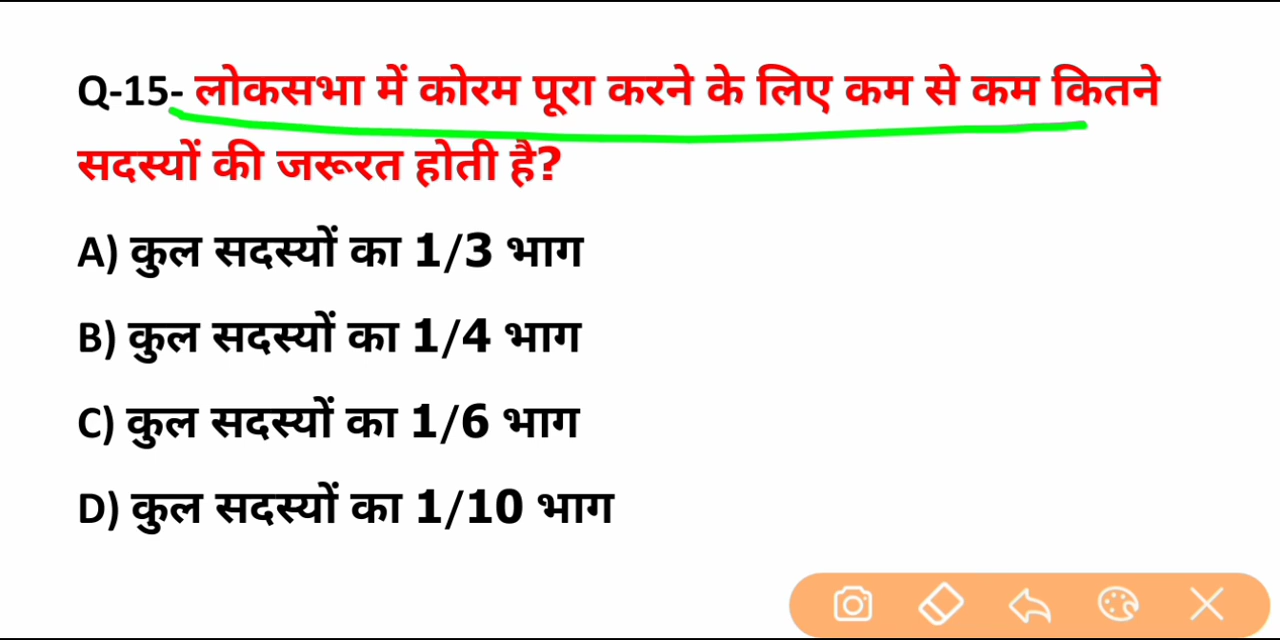 Q-15- लोकसभा में कोरम पूरा करने के लिए कम से कम कितने
सदस्यों की जरूरत होती है?
A) कुल सदस्यों का 1/3 भाग
B) कुल सदस्यों का 1/4 भाग
C) कुल सदस्यों का 1/6 भाग
D) कुल सदस्यों का 1/10 भाग